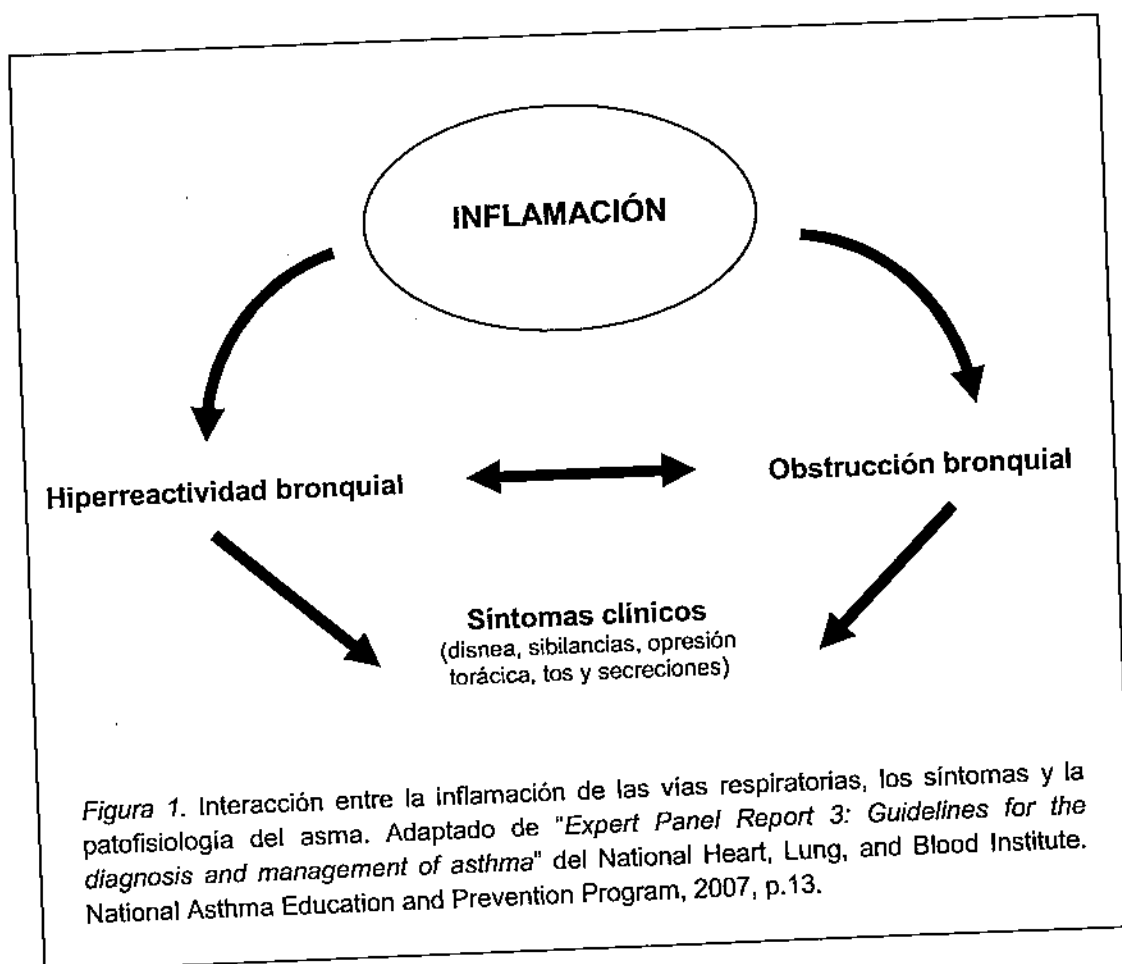 INFLAMACIÓN
Hiperreactividad bronquial
Obstrucción bronquial
Síntomas clínicos
(disnea, sibilancias, opresión
torácica, tos y secreciones)
Figura 1. Interacción entre la inflamación de las vías respiratorias, los síntomas y la
patofisiología del asma. Adaptado de "Expert Panel Report 3: Guidelines for the
diagnosis and management of asthma" del National Heart, Lung, and Blood Institute.
National Asthma Education and Prevention Program, 2007, p.13.